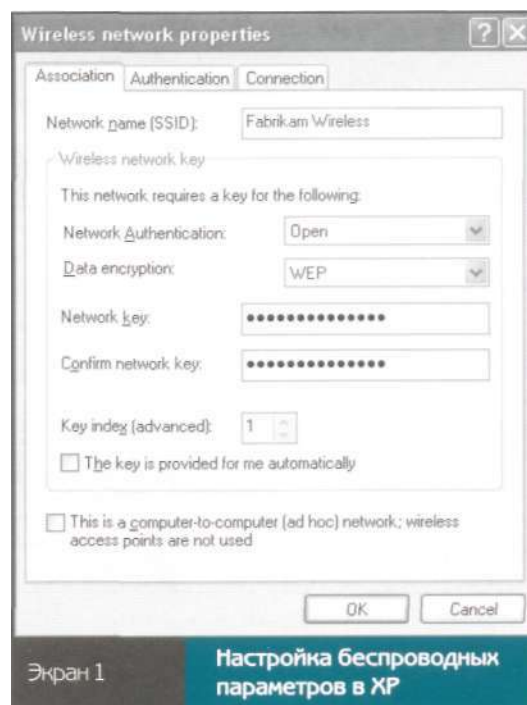 Wireless network properties
Association Authentication Connection
Network name (SSID): Fabrikam Wireless
Wireless network key
This network requires a key for the following:
Network Authentication: Open
Data encryption: WEP
Network key: ••••••••••••••
Confirm network key: ••••••••••••••
Key index (advanced): 1
The key is provided for me automatically
This is a computer-to-computer (ad hoc) network; wireless
access points are not used
OK Cancel
Экран 1
Настройка беспроводных
параметров в XP